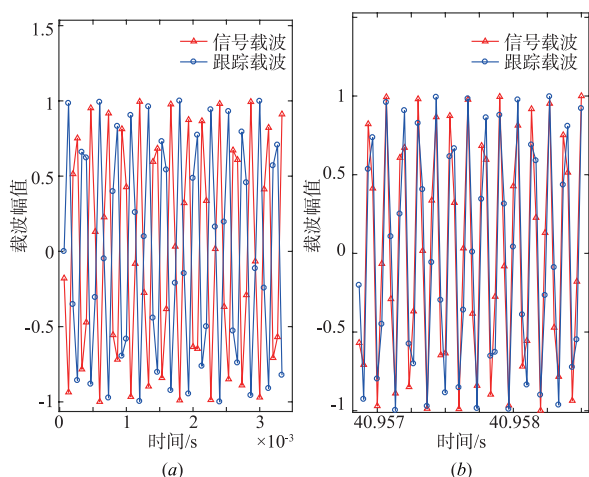 1.5
信号载波
跟踪载波
1
0.5
0
-0.5
-1
载波幅值
0 1 2 3
时间/s ×10⁻³
(a)
信号载波
跟踪载波
1
0.5
0
-0.5
-1
载波幅值
40.957 40.958
时间/s
(b)